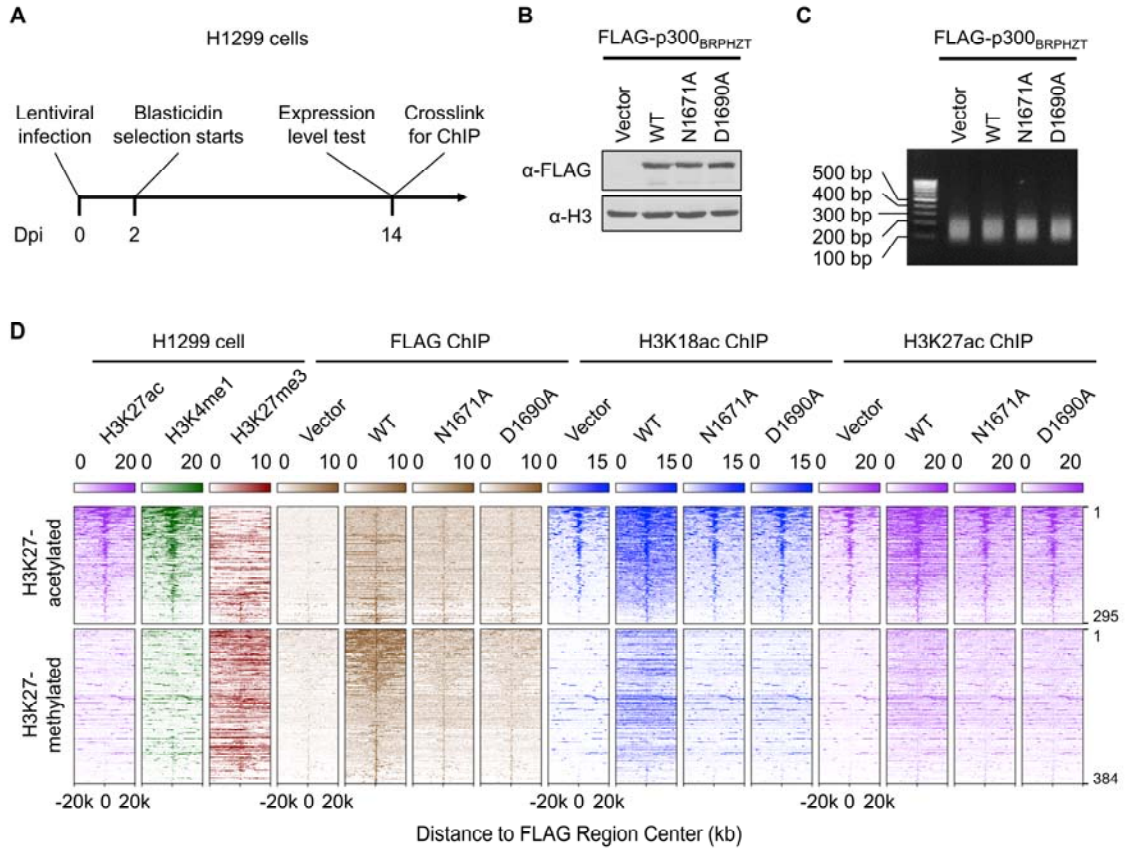 A
H1299 cells
Lentiviral infection
Blasticidin selection starts
Expression level test
Crosslink for ChIP
Dpi 0 2 14
B
FLAG-p300BRPHZT
Vector WT N1671A D1690A
α-FLAG
α-H3
C
FLAG-p300BRPHZT
Vector WT N1671A D1690A
500 bp
400 bp
300 bp
200 bp
100 bp
D
H1299 cell FLAG ChIP H3K18ac ChIP H3K27ac ChIP
H3K27ac H3K4me1 H3K27me3 Vector WT N1671A D1690A Vector WT N1671A D1690A Vector WT N1671A D1690A
0 20 0 20 0 10 0 10 0 10 0 10 0 10 0 15 0 15 0 15 0 15 0 20 0 20 0 20 0 20
H3K27-acetylated
1
295
H3K27-methylated
1
384
-20k 0 20k -20k 0 20k -20k 0 20k -20k 0 20k
Distance to FLAG Region Center (kb)